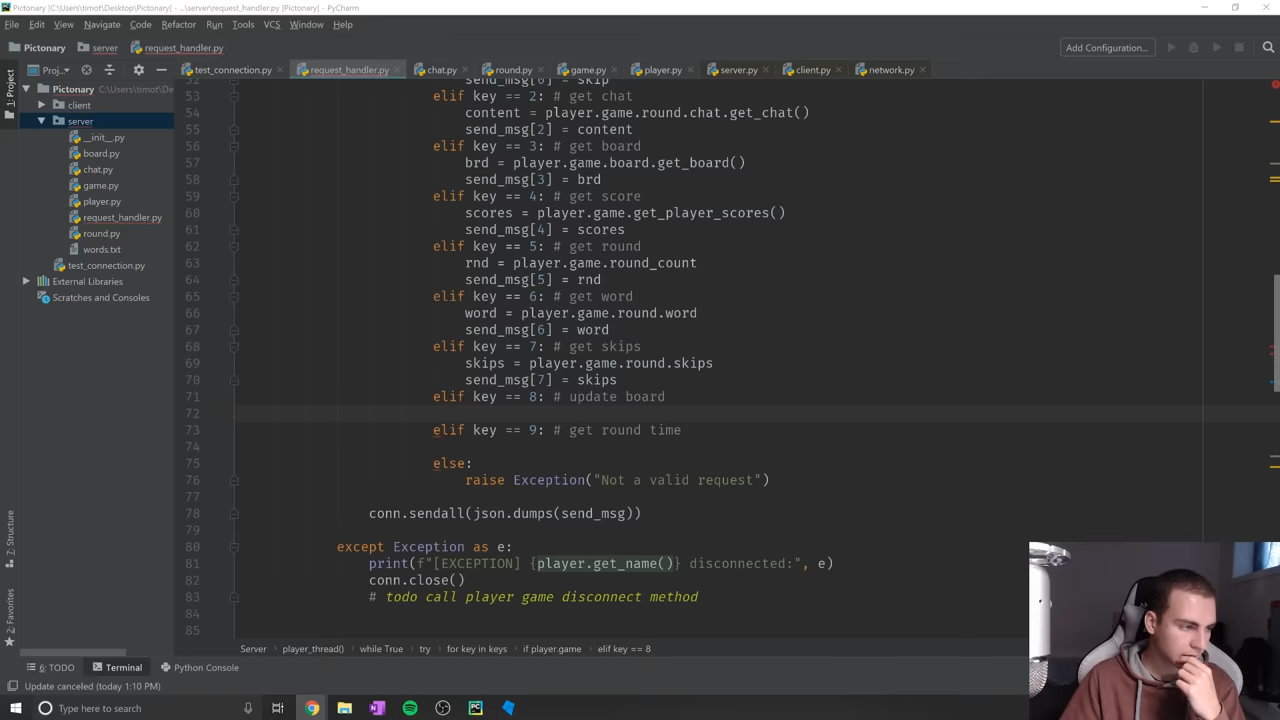 Pictionary [C:\Users\timot\Desktop\Pictionary] - ...\server\request_handler.py [Pictionary] - PyCharm
File Edit View Navigate Code Refactor Run Tools VCS Window Help
Pictionary server request_handler.py Add Configuration...
Proj... test_connection.py request_handler.py chat.py round.py game.py player.py server.py client.py network.py
1: Project
Pictionary C:\Users\timot\De
client
server
__init__.py
board.py
chat.py
game.py
player.py
request_handler.py
round.py
words.txt
test_connection.py
External Libraries
Scratches and Consoles
52 send_msg[0] = skip
53 elif key == 2: # get chat
54 content = player.game.round.chat.get_chat()
55 send_msg[2] = content
56 elif key == 3: # get board
57 brd = player.game.board.get_board()
58 send_msg[3] = brd
59 elif key == 4: # get score
60 scores = player.game.get_player_scores()
61 send_msg[4] = scores
62 elif key == 5: # get round
63 rnd = player.game.round_count
64 send_msg[5] = rnd
65 elif key == 6: # get word
66 word = player.game.round.word
67 send_msg[6] = word
68 elif key == 7: # get skips
69 skips = player.game.round.skips
70 send_msg[7] = skips
71 elif key == 8: # update board
72
73 elif key == 9: # get round time
74
75 else:
76 raise Exception("Not a valid request")
77
78 conn.sendall(json.dumps(send_msg))
79
80 except Exception as e:
81 print(f"[EXCEPTION] {player.get_name()} disconnected:", e)
82 conn.close()
83 # todo call player game disconnect method
84
85
Server player_thread() while True try for key in keys if player.game elif key == 8
7: Structure
2: Favorites
6: TODO Terminal Python Console
Update canceled (today 1:10 PM)
Type here to search